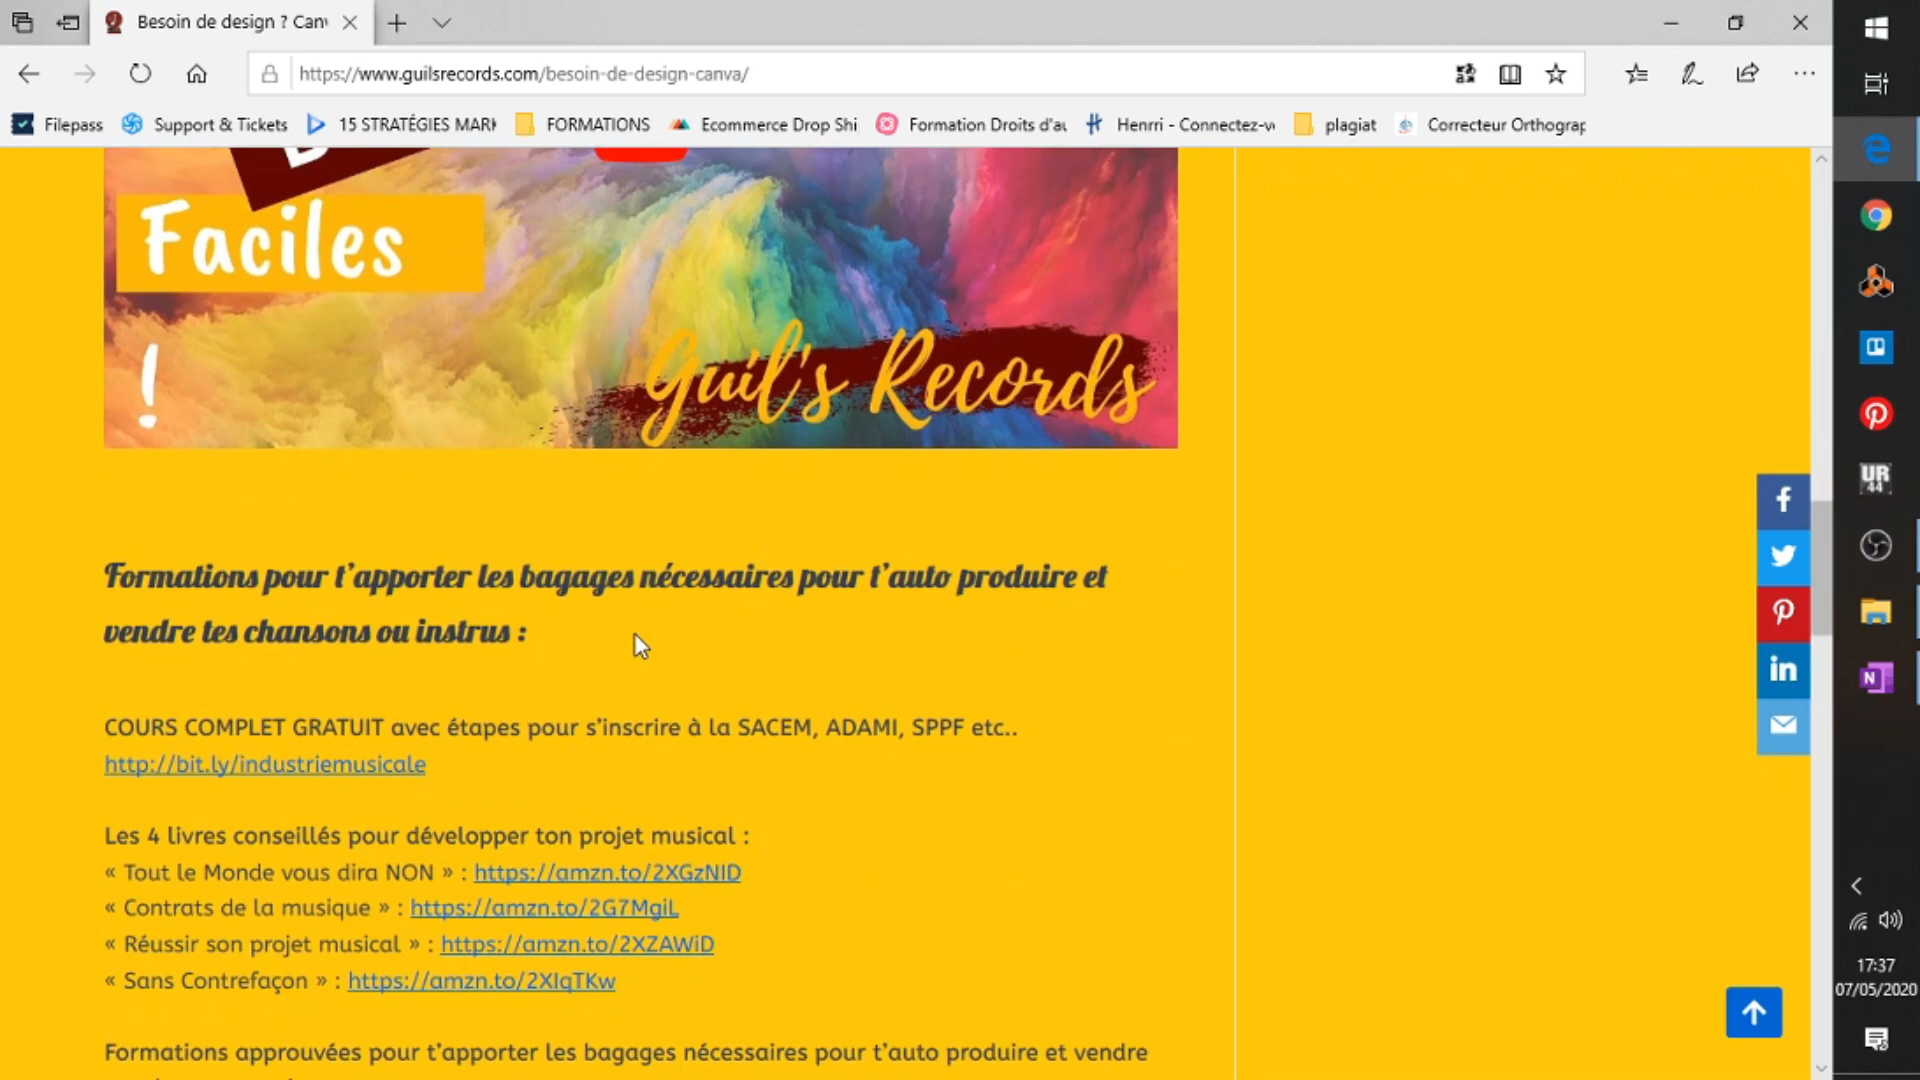 Besoin de design ? Can
https://www.guilsrecords.com/besoin-de-design-canva/
Filepass
Support & Tickets
15 STRATÉGIES MAR
FORMATIONS
Ecommerce Drop Shi
Formation Droits d'au
Henrri - Connectez-v
plagiat
Correcteur Orthograp
Faciles
!
Guil's Records
Formations pour t'apporter les bagages nécessaires pour t'auto produire et
vendre tes chansons ou instrus :
COURS COMPLET GRATUIT avec étapes pour s'inscrire à la SACEM, ADAMI, SPPF etc..
http://bit.ly/industriemusicale
Les 4 livres conseillés pour développer ton projet musical :
« Tout le Monde vous dira NON » : https://amzn.to/2XGzNID
« Contrats de la musique » : https://amzn.to/2G7MgiL
« Réussir son projet musical » : https://amzn.to/2XZAWiD
« Sans Contrefaçon » : https://amzn.to/2XIqTKw
Formations approuvées pour t'apporter les bagages nécessaires pour t'auto produire et vendre
UR
44
17:37
07/05/2020